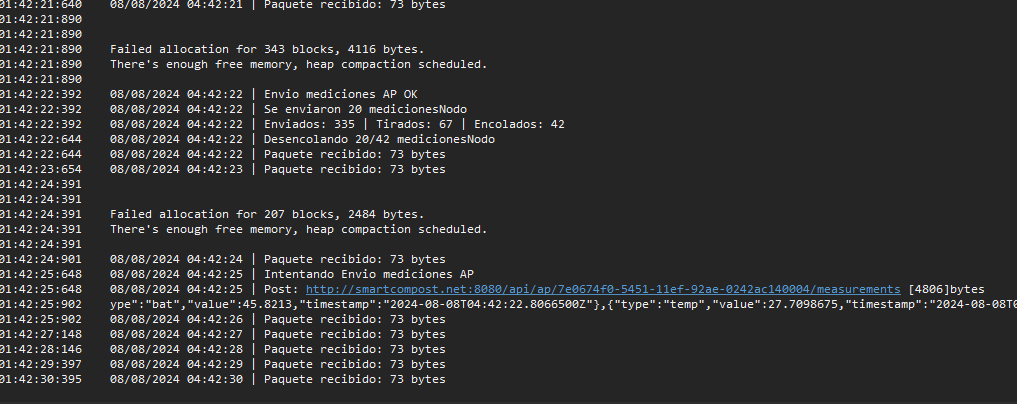 01:42:21:640 08/08/2024 04:42:21 | Paquete recibido: 73 bytes
01:42:21:890
01:42:21:890
01:42:21:890 Failed allocation for 343 blocks, 4116 bytes.
01:42:21:890 There's enough free memory, heap compaction scheduled.
01:42:21:890
01:42:22:392 08/08/2024 04:42:22 | Envio mediciones AP OK
01:42:22:392 08/08/2024 04:42:22 | Se enviaron 20 medicionesNodo
01:42:22:392 08/08/2024 04:42:22 | Enviados: 335 | Tirados: 67 | Encolados: 42
01:42:22:644 08/08/2024 04:42:22 | Desencolando 20/42 medicionesNodo
01:42:22:644 08/08/2024 04:42:22 | Paquete recibido: 73 bytes
01:42:23:654 08/08/2024 04:42:23 | Paquete recibido: 73 bytes
01:42:24:391
01:42:24:391
01:42:24:391 Failed allocation for 207 blocks, 2484 bytes.
01:42:24:391 There's enough free memory, heap compaction scheduled.
01:42:24:391
01:42:24:901 08/08/2024 04:42:24 | Paquete recibido: 73 bytes
01:42:25:648 08/08/2024 04:42:25 | Intentando Envio mediciones AP
01:42:25:648 08/08/2024 04:42:25 | Post: http://smartcompost.net:8080/api/ap/7e0674f0-5451-11ef-92ae-0242ac140004/measurements [4806]bytes
01:42:25:902 ype":"bat","value":45.8213,"timestamp":"2024-08-08T04:42:22.8066500Z"},{"type":"temp","value":27.7098675,"timestamp":"2024-08-08T0
01:42:25:902 08/08/2024 04:42:26 | Paquete recibido: 73 bytes
01:42:27:148 08/08/2024 04:42:27 | Paquete recibido: 73 bytes
01:42:28:146 08/08/2024 04:42:28 | Paquete recibido: 73 bytes
01:42:29:397 08/08/2024 04:42:29 | Paquete recibido: 73 bytes
01:42:30:395 08/08/2024 04:42:30 | Paquete recibido: 73 bytes